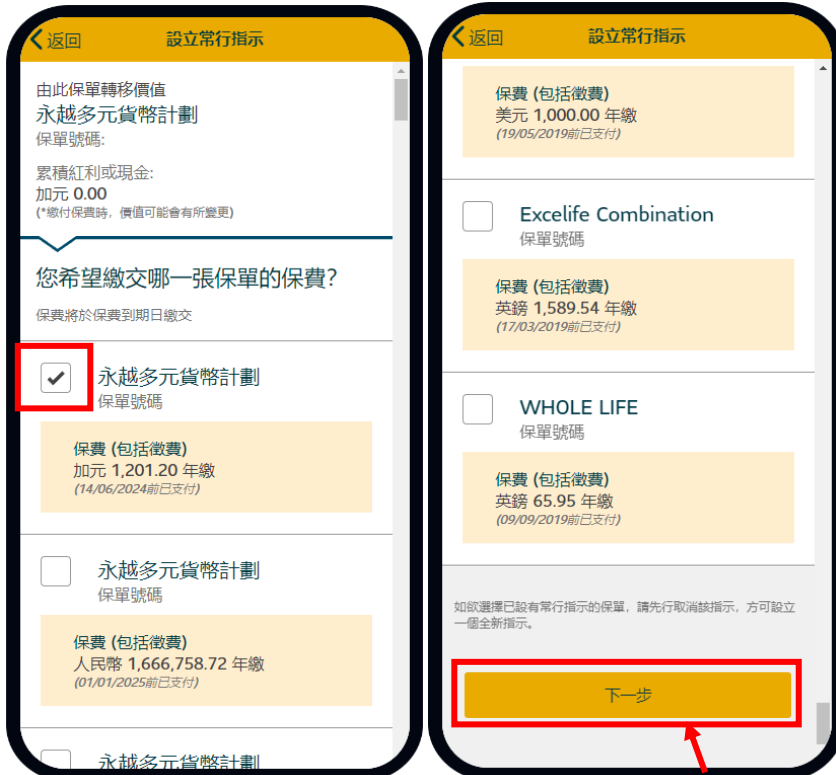 返回 設立常行指示
由此保單轉移價值
永越多元貨幣計劃
保單號碼:
累積紅利或現金:
加元 0.00
(*繳付保費時，價值可能會有所變更)
您希望繳交哪一張保單的保費?
保費將於保費到期日繳交
永越多元貨幣計劃
保單號碼
保費 (包括徵費)
加元 1,201.20 年繳
(14/06/2024前已支付)
永越多元貨幣計劃
保單號碼
保費 (包括徵費)
人民幣 1,666,758.72 年繳
(01/01/2025前已支付)
永越多元貨幣計劃
返回 設立常行指示
保費 (包括徵費)
美元 1,000.00 年繳
(19/05/2019前已支付)
Excelife Combination
保單號碼
保費 (包括徵費)
英鎊 1,589.54 年繳
(17/03/2019前已支付)
WHOLE LIFE
保單號碼
保費 (包括徵費)
英鎊 65.95 年繳
(09/09/2019前已支付)
如欲選擇已設有常行指示的保單，請先行取消該指示，方可設立
一個全新指示。
下一步